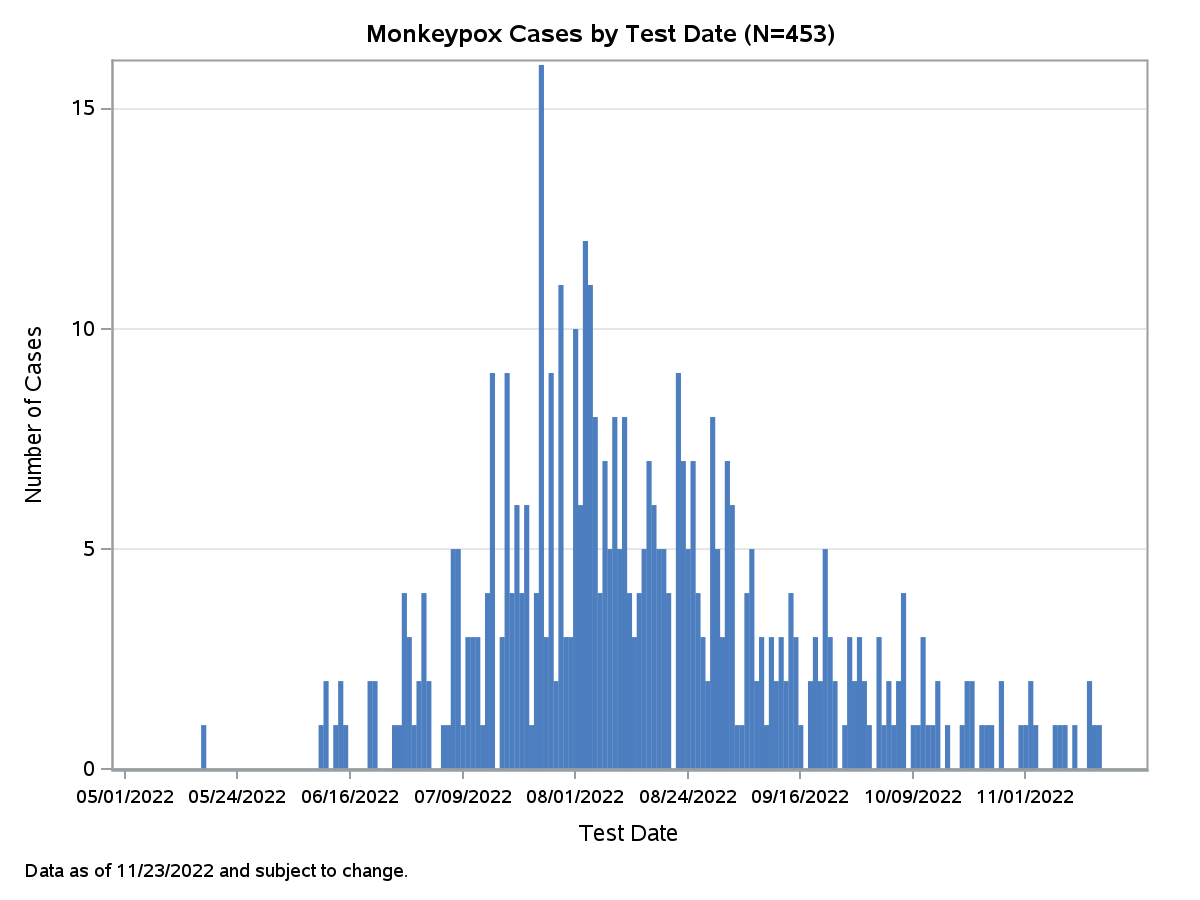 Monkeypox Cases by Test Date (N=453)
Number of Cases
15
10
5
0
05/01/2022 05/24/2022 06/16/2022 07/09/2022 08/01/2022 08/24/2022 09/16/2022 10/09/2022 11/01/2022
Test Date
Data as of 11/23/2022 and subject to change.